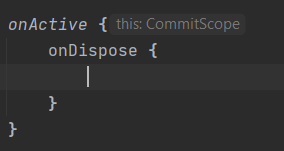 onActive { this: CommitScope
    onDispose {

    }
}